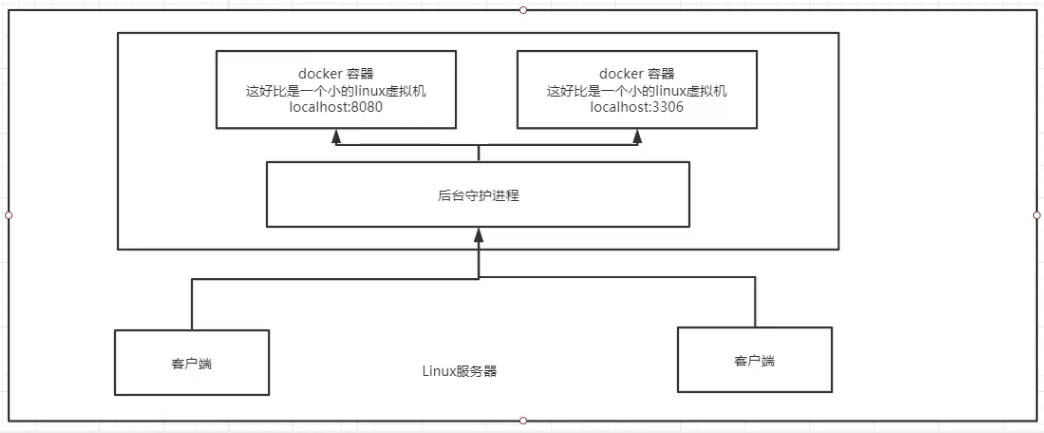 docker 容器
这好比是一个小的linux虚拟机
localhost:8080
docker 容器
这好比是一个小的linux虚拟机
localhost:3306
后台守护进程
客户端
客户端
Linux服务器